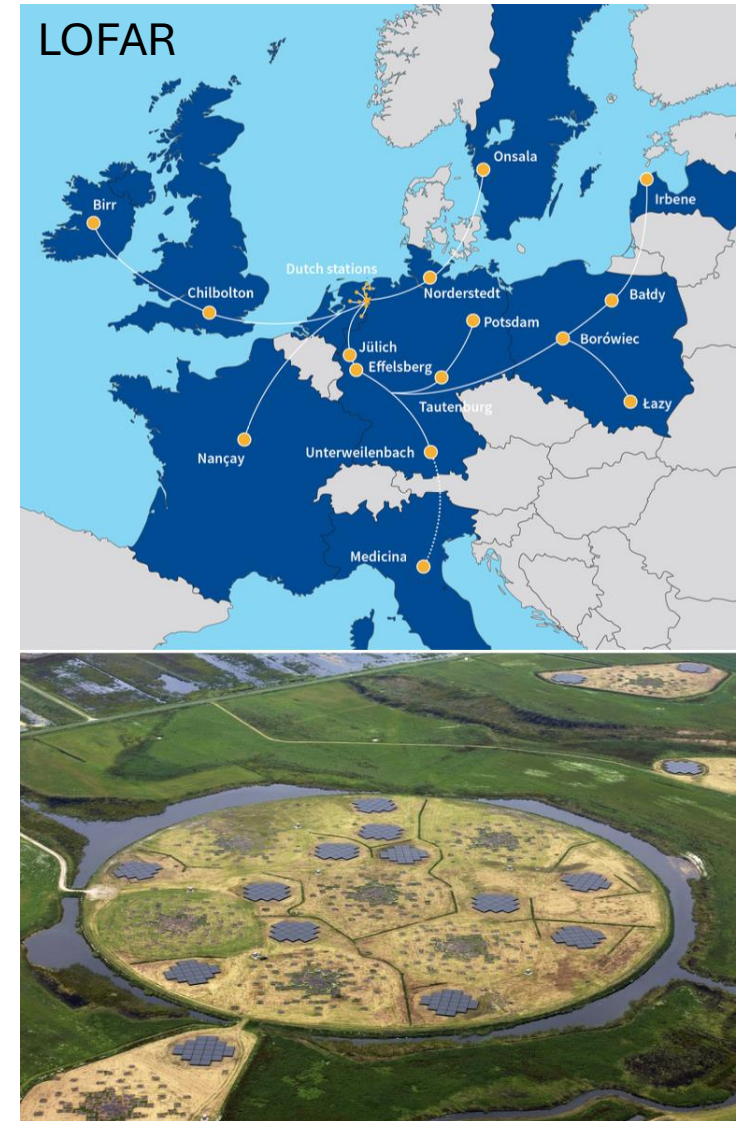 LOFAR
Onsala
Irbene
Birr
Dutch stations
Chilbolton
Norderstedt
Bałdy
Potsdam
Borówiec
Jülich
Effelsberg
Tautenburg
Łazy
Unterweilenbach
Nançay
Medicina